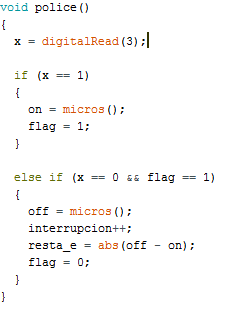 void police()
{
  x = digitalRead(3);

  if (x == 1)
  {
    on = micros();
    flag = 1;
  }

  else if (x == 0 && flag == 1)
  {
    off = micros();
    interrupcion++;
    resta_e = abs(off - on);
    flag = 0;
  }
}